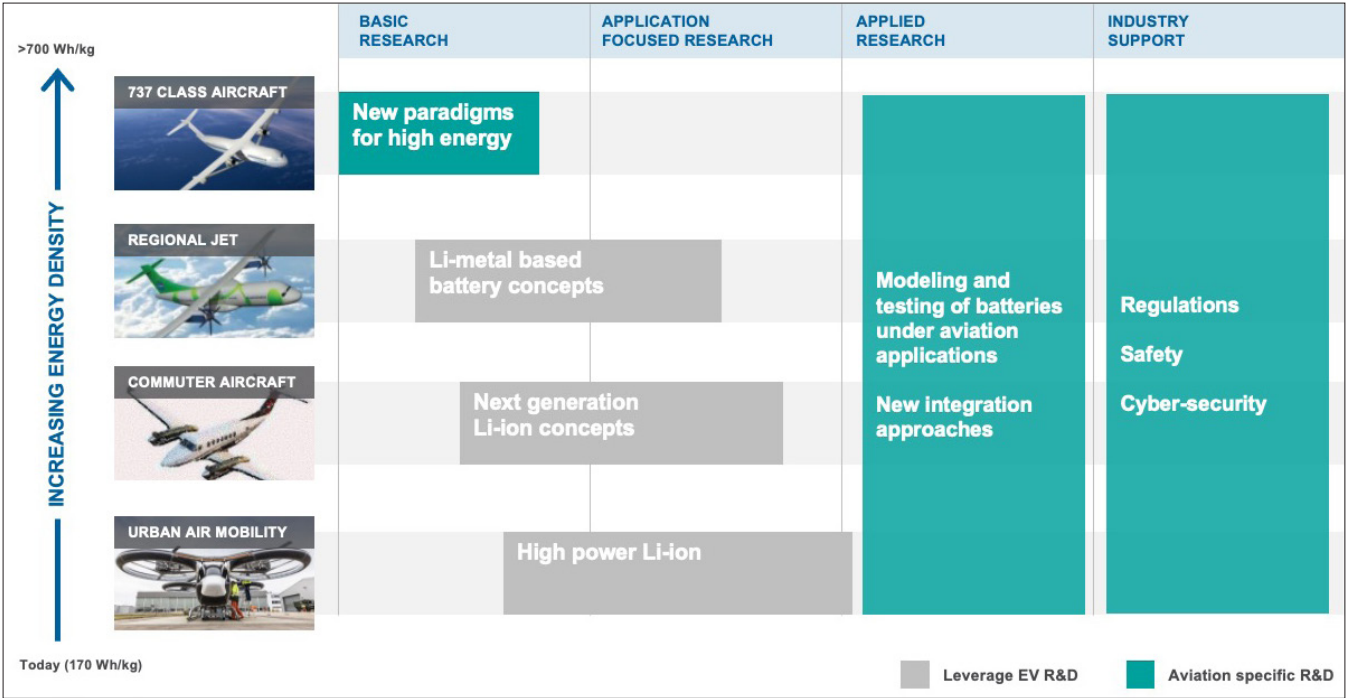 BASIC
RESEARCH
APPLICATION
FOCUSED RESEARCH
APPLIED
RESEARCH
INDUSTRY
SUPPORT
>700 Wh/kg
INCREASING ENERGY DENSITY
Today (170 Wh/kg)
737 CLASS AIRCRAFT
New paradigms
for high energy
REGIONAL JET
Li-metal based
battery concepts
COMMUTER AIRCRAFT
Next generation
Li-ion concepts
URBAN AIR MOBILITY
High power Li-ion
Modeling and
testing of batteries
under aviation
applications
New integration
approaches
Regulations
Safety
Cyber-security
Leverage EV R&D
Aviation specific R&D